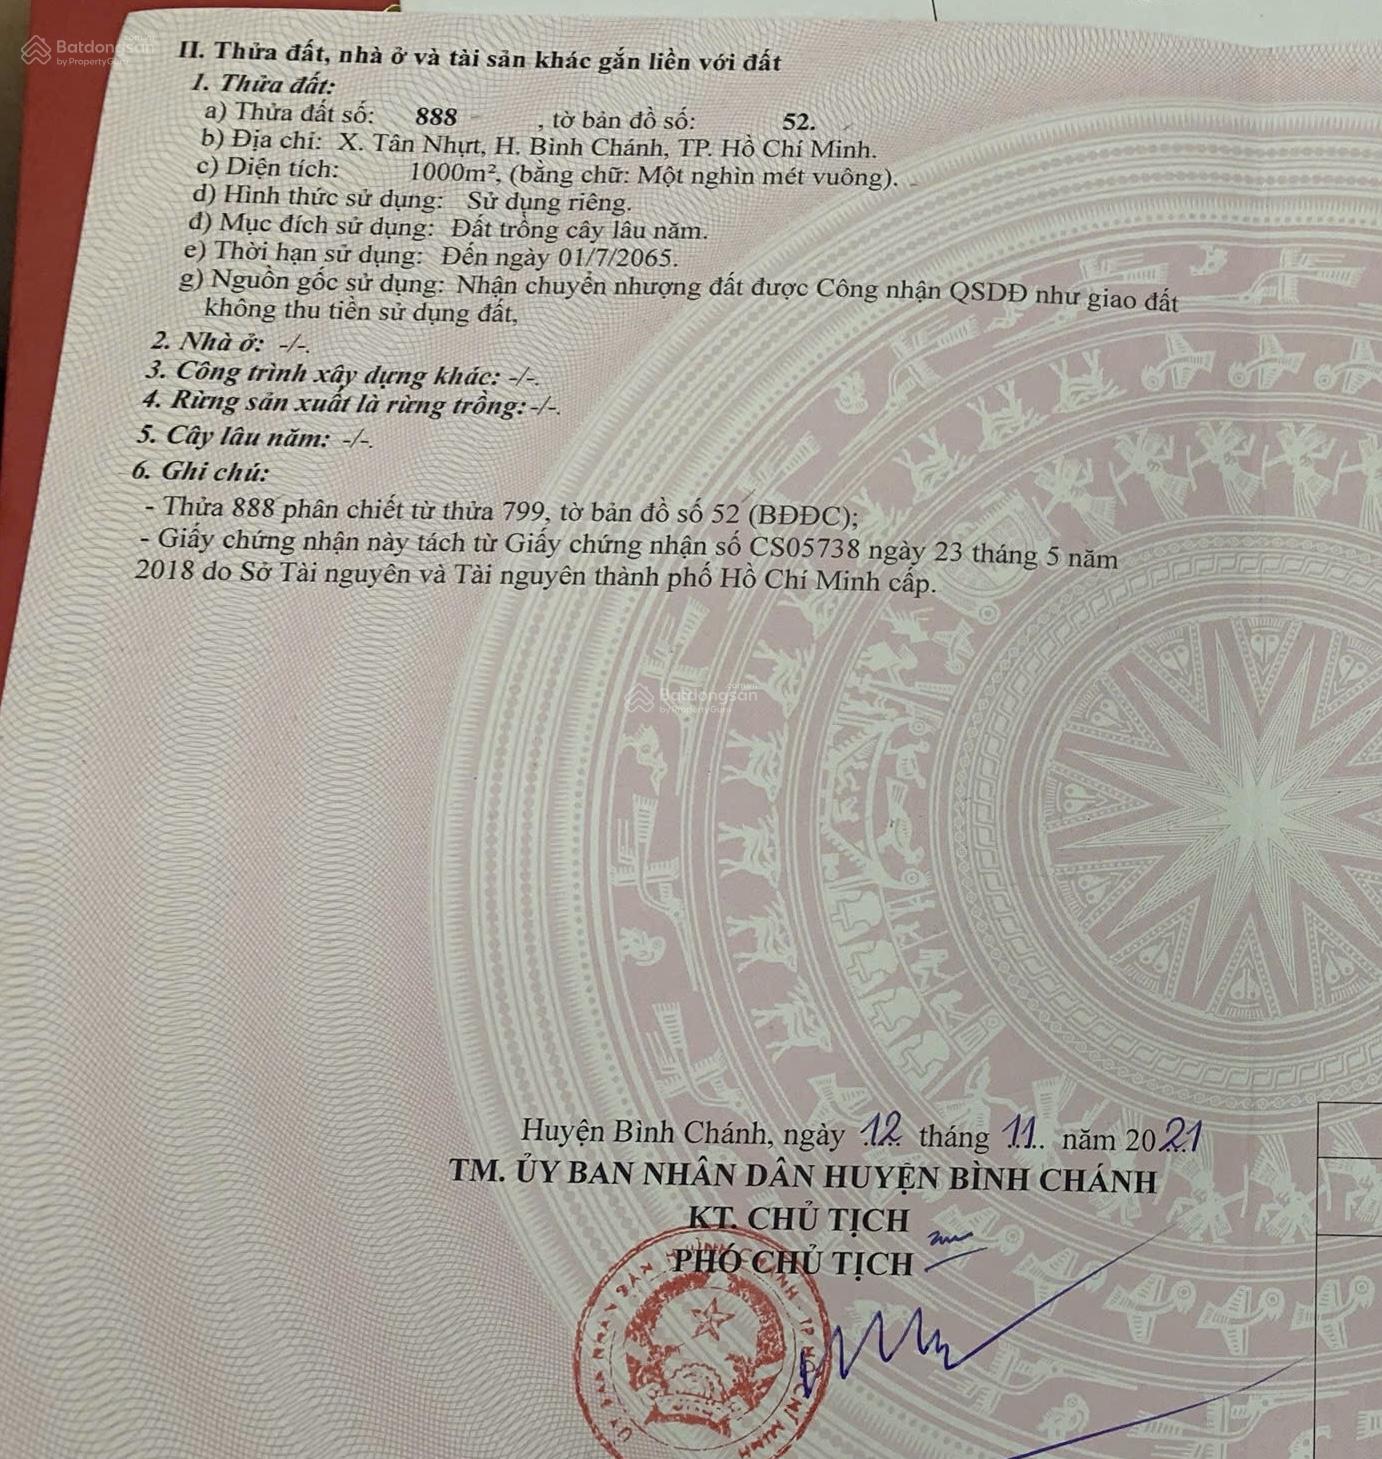 Batdongsan
by PropertyGuru
II. Thửa đất, nhà ở và tài sản khác gắn liền với đất
1. Thửa đất:
a) Thửa đất số: 888 , tờ bản đồ số: 52.
b) Địa chỉ: X. Tân Nhựt, H. Bình Chánh, TP. Hồ Chí Minh.
c) Diện tích: 1000m², (bằng chữ: Một nghìn mét vuông).
d) Hình thức sử dụng: Sử dụng riêng.
đ) Mục đích sử dụng: Đất trồng cây lâu năm.
e) Thời hạn sử dụng: Đến ngày 01/7/2065.
g) Nguồn gốc sử dụng: Nhận chuyển nhượng đất được Công nhận QSDĐ như giao đất
không thu tiền sử dụng đất,
2. Nhà ở: -/-.
3. Công trình xây dựng khác: -/-.
4. Rừng sản xuất là rừng trồng: -/-.
5. Cây lâu năm: -/-.
6. Ghi chú:
- Thửa 888 phân chiết từ thửa 799, tờ bản đồ số 52 (BĐĐC);
- Giấy chứng nhận này tách từ Giấy chứng nhận số CS05738 ngày 23 tháng 5 năm
2018 do Sở Tài nguyên và Tài nguyên thành phố Hồ Chí Minh cấp.
Batdongsan
.com.vn
by PropertyGuru
Huyện Bình Chánh, ngày 12 tháng 11 năm 2021
TM. ỦY BAN NHÂN DÂN HUYỆN BÌNH CHÁNH
KT. CHỦ TỊCH
PHÓ CHỦ TỊCH